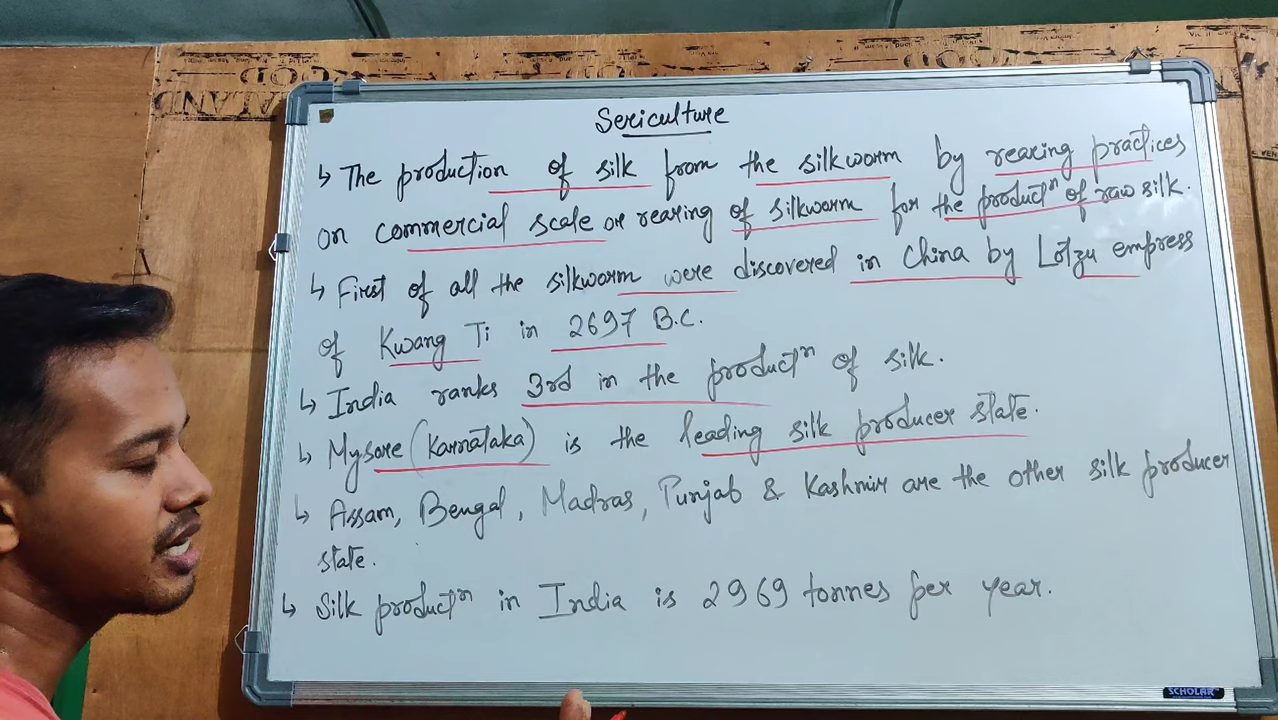 Sericulture
↳ The production of silk from the silkworm by rearing practices
on commercial scale or rearing of silkworm for the productⁿ of raw silk.
↳ First of all the silkworm were discovered in China by Lotzu empress
of Kwang Ti in 2697 B.C.
↳ India ranks 3rd in the productⁿ of silk.
↳ Mysore (Karnataka) is the leading silk producer state.
↳ Assam, Bengal, Madras, Punjab & Kashmir are the other silk producer
state.
↳ Silk productⁿ in India is 2969 tonnes per year.
SCHOLAR